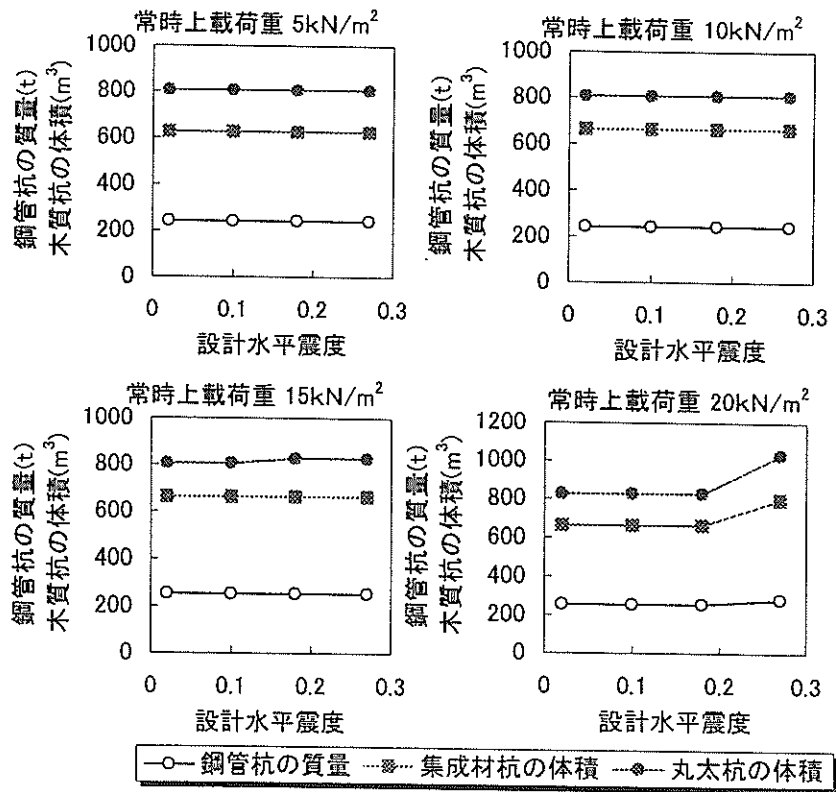 常時上載荷重 5kN/m²
鋼管杭の質量(t)
木質杭の体積(m³)
1000
800
600
400
200
0
0 0.1 0.2 0.3
設計水平震度
常時上載荷重 10kN/m²
鋼管杭の質量(t)
木質杭の体積(m³)
1000
800
600
400
200
0
0 0.1 0.2 0.3
設計水平震度
常時上載荷重 15kN/m²
鋼管杭の質量(t)
木質杭の体積(m³)
1000
800
600
400
200
0
0 0.1 0.2 0.3
設計水平震度
常時上載荷重 20kN/m²
鋼管杭の質量(t)
木質杭の体積(m³)
1200
1000
800
600
400
200
0
0 0.1 0.2 0.3
設計水平震度
鋼管杭の質量 集成材杭の体積 丸太杭の体積